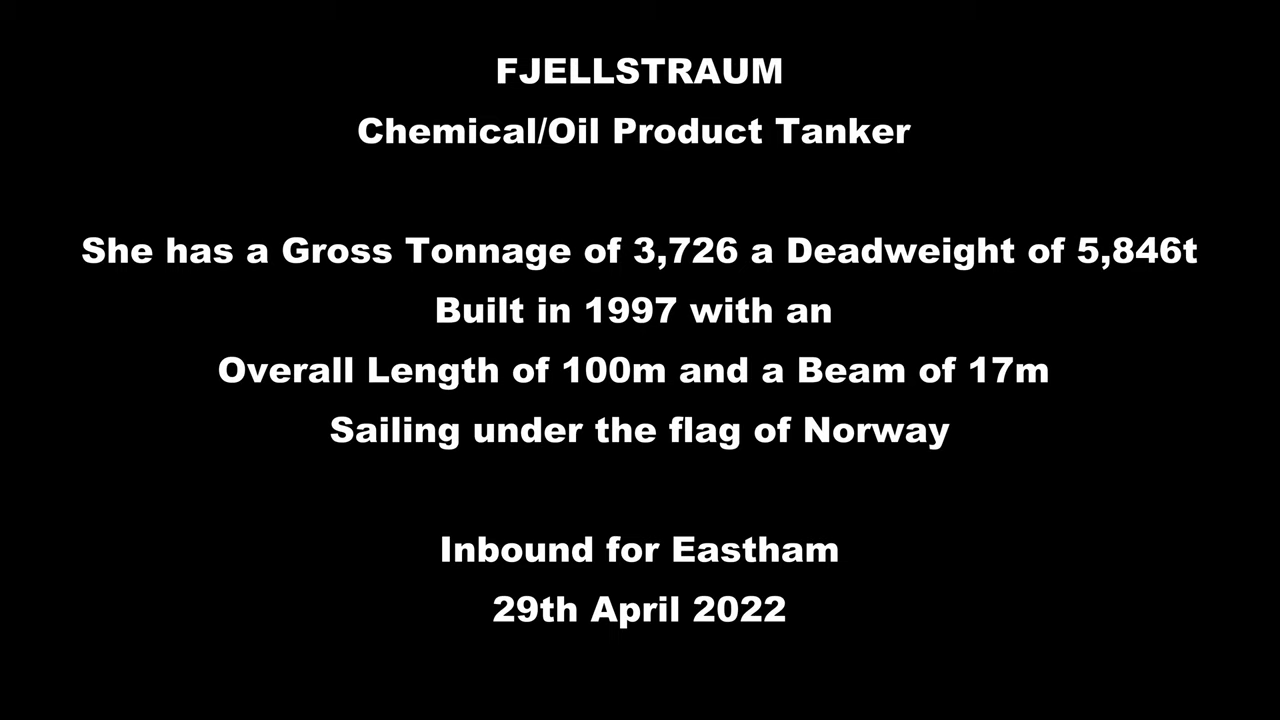 FJELLSTRAUM
Chemical/Oil Product Tanker
She has a Gross Tonnage of 3,726 a Deadweight of 5,846t
Built in 1997 with an
Overall Length of 100m and a Beam of 17m
Sailing under the flag of Norway
Inbound for Eastham
29th April 2022